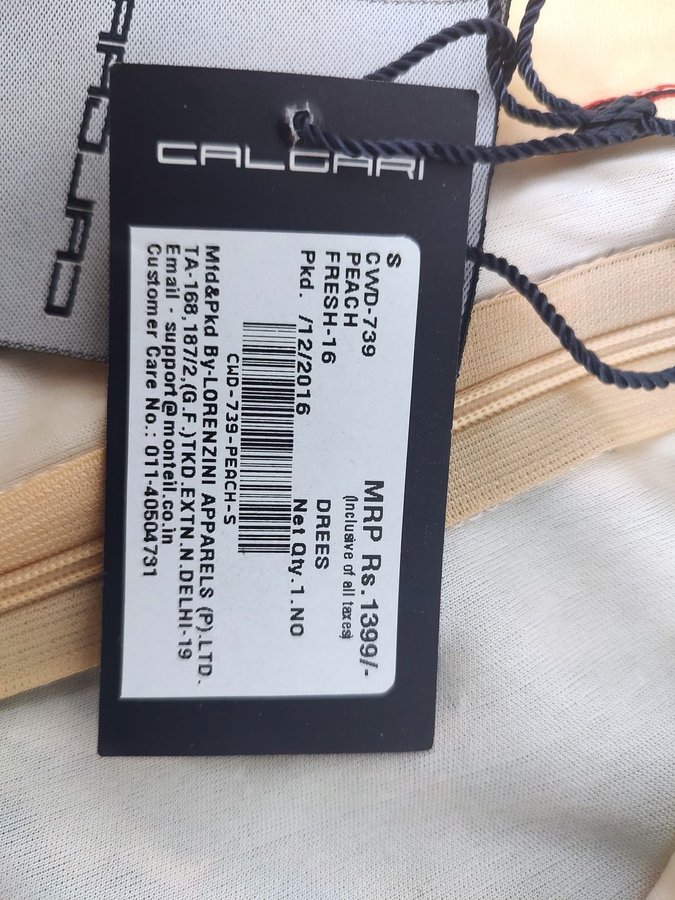 CALGARI
CALGARI
S
CWD-739
PEACH
FRESH-16
Pkd. /12/2016
MRP Rs.1399/-
(Inclusive of all taxes)
DREES
Net Qty.1.NO
CWD-739-PEACH-S
Mfd&Pkd By-LORENZINI APPARELS (P).LTD.
TA-168,187/2,(G.F.)TKD.EXTN.N.DELHI-19
Email - support@monteil.co.in
Customer Care No.: 011-40504731